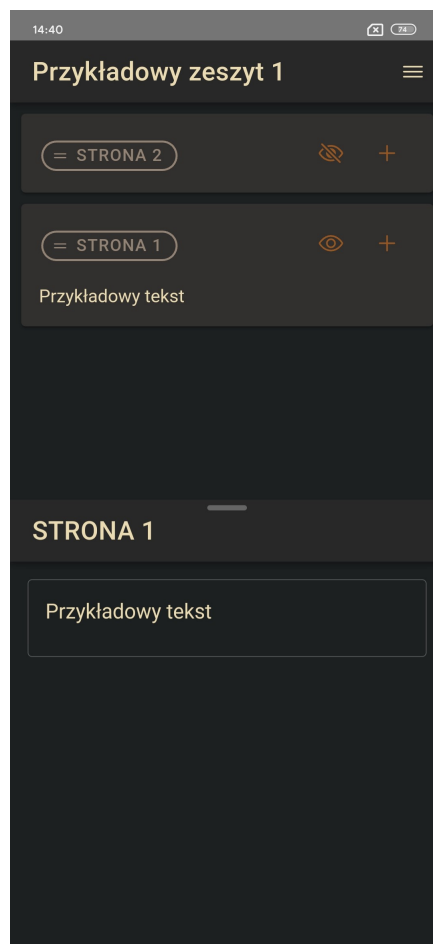 14:40
74
Przykładowy zeszyt 1
= STRONA 2
= STRONA 1
Przykładowy tekst
STRONA 1
Przykładowy tekst